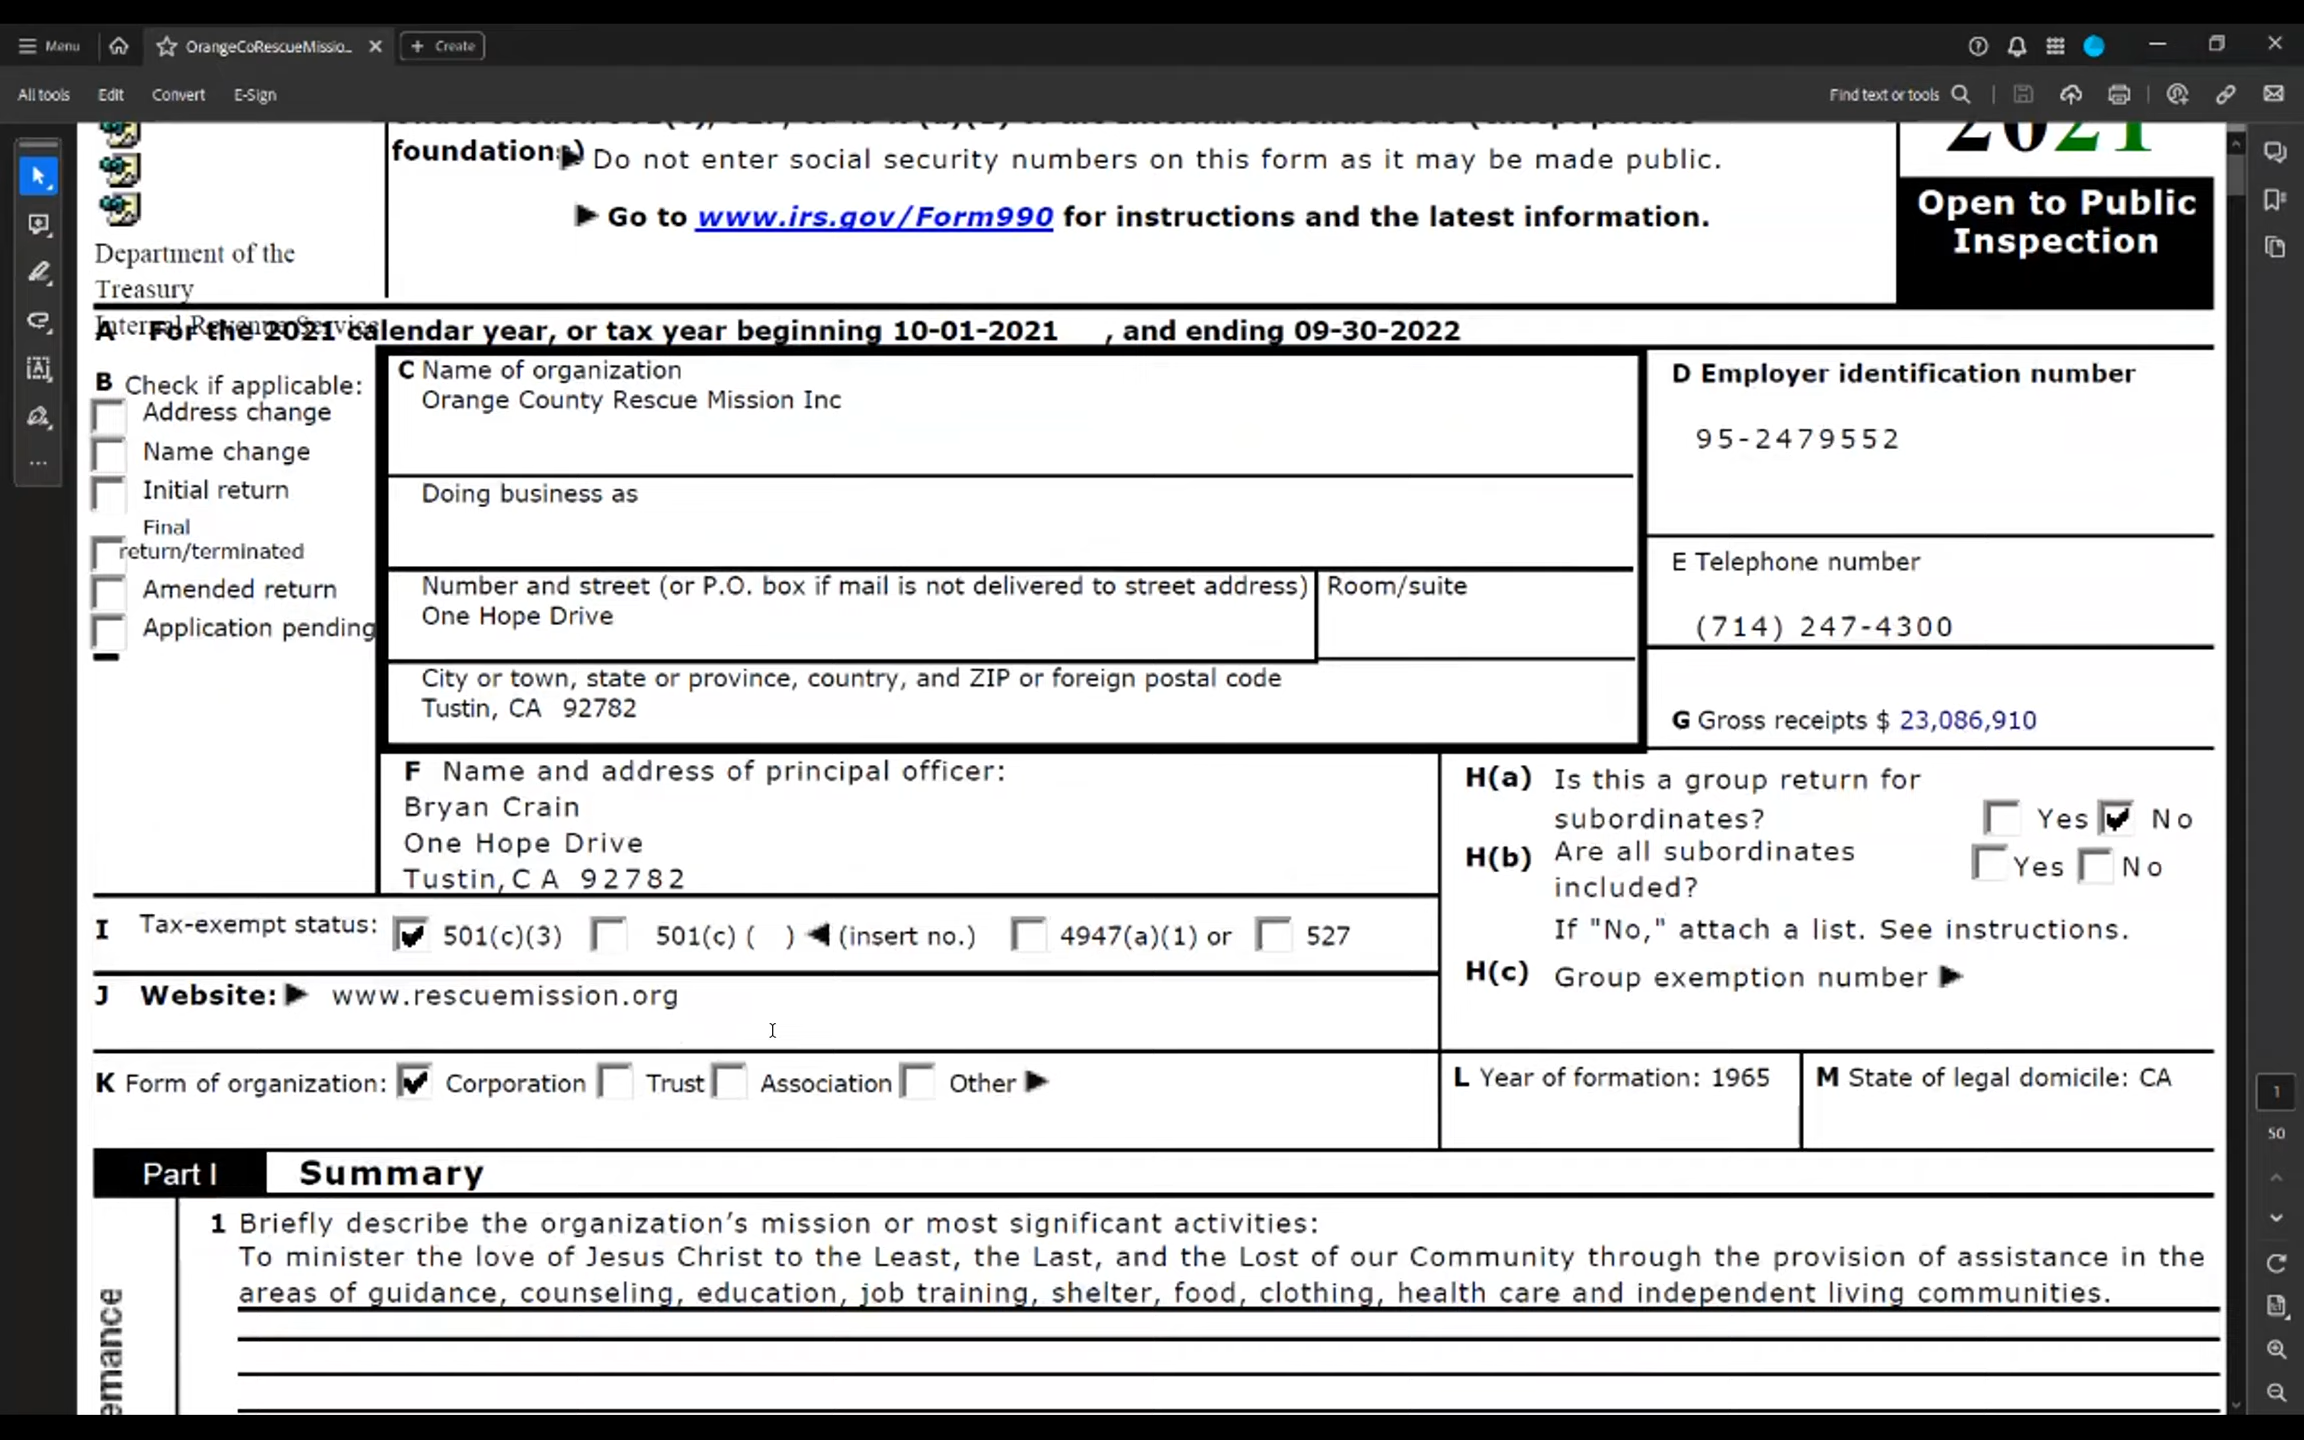 Menu
OrangeCoRescueMissio...
Create
All tools
Edit
Convert
E-Sign
Find text or tools
foundations)
Do not enter social security numbers on this form as it may be made public.
2021
Go to www.irs.gov/Form990 for instructions and the latest information.
Open to Public
Inspection
Department of the
Treasury
Internal Revenue Service
A For the 2021 calendar year, or tax year beginning 10-01-2021 , and ending 09-30-2022
B Check if applicable:
Address change
Name change
Initial return
Final
return/terminated
Amended return
Application pending
C Name of organization
Orange County Rescue Mission Inc
Doing business as
Number and street (or P.O. box if mail is not delivered to street address)
One Hope Drive
Room/suite
City or town, state or province, country, and ZIP or foreign postal code
Tustin, CA 92782
D Employer identification number
95-2479552
E Telephone number
(714) 247-4300
G Gross receipts $ 23,086,910
F Name and address of principal officer:
Bryan Crain
One Hope Drive
Tustin, CA 92782
H(a) Is this a group return for
subordinates? Yes No
H(b) Are all subordinates
included? Yes No
If "No," attach a list. See instructions.
H(c) Group exemption number
I Tax-exempt status: 501(c)(3) 501(c) ( ) (insert no.) 4947(a)(1) or 527
J Website: www.rescuemission.org
K Form of organization: Corporation Trust Association Other
L Year of formation: 1965
M State of legal domicile: CA
Part I Summary
1 Briefly describe the organization's mission or most significant activities:
To minister the love of Jesus Christ to the Least, the Last, and the Lost of our Community through the provision of assistance in the
areas of guidance, counseling, education, job training, shelter, food, clothing, health care and independent living communities.
1
50